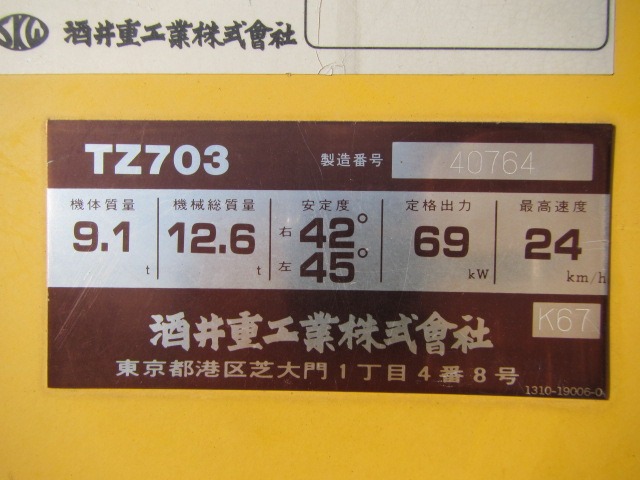 SKW 酒井重工業株式會社
TZ703 製造番号 40764
機体質量 機械総質量 安定度 定格出力 最高速度
9.1 t 12.6 t 右 42° 左 45° 69 kW 24 km/h
酒井重工業株式會社 K67
東京都港区芝大門1丁目4番8号
1310-19006-0